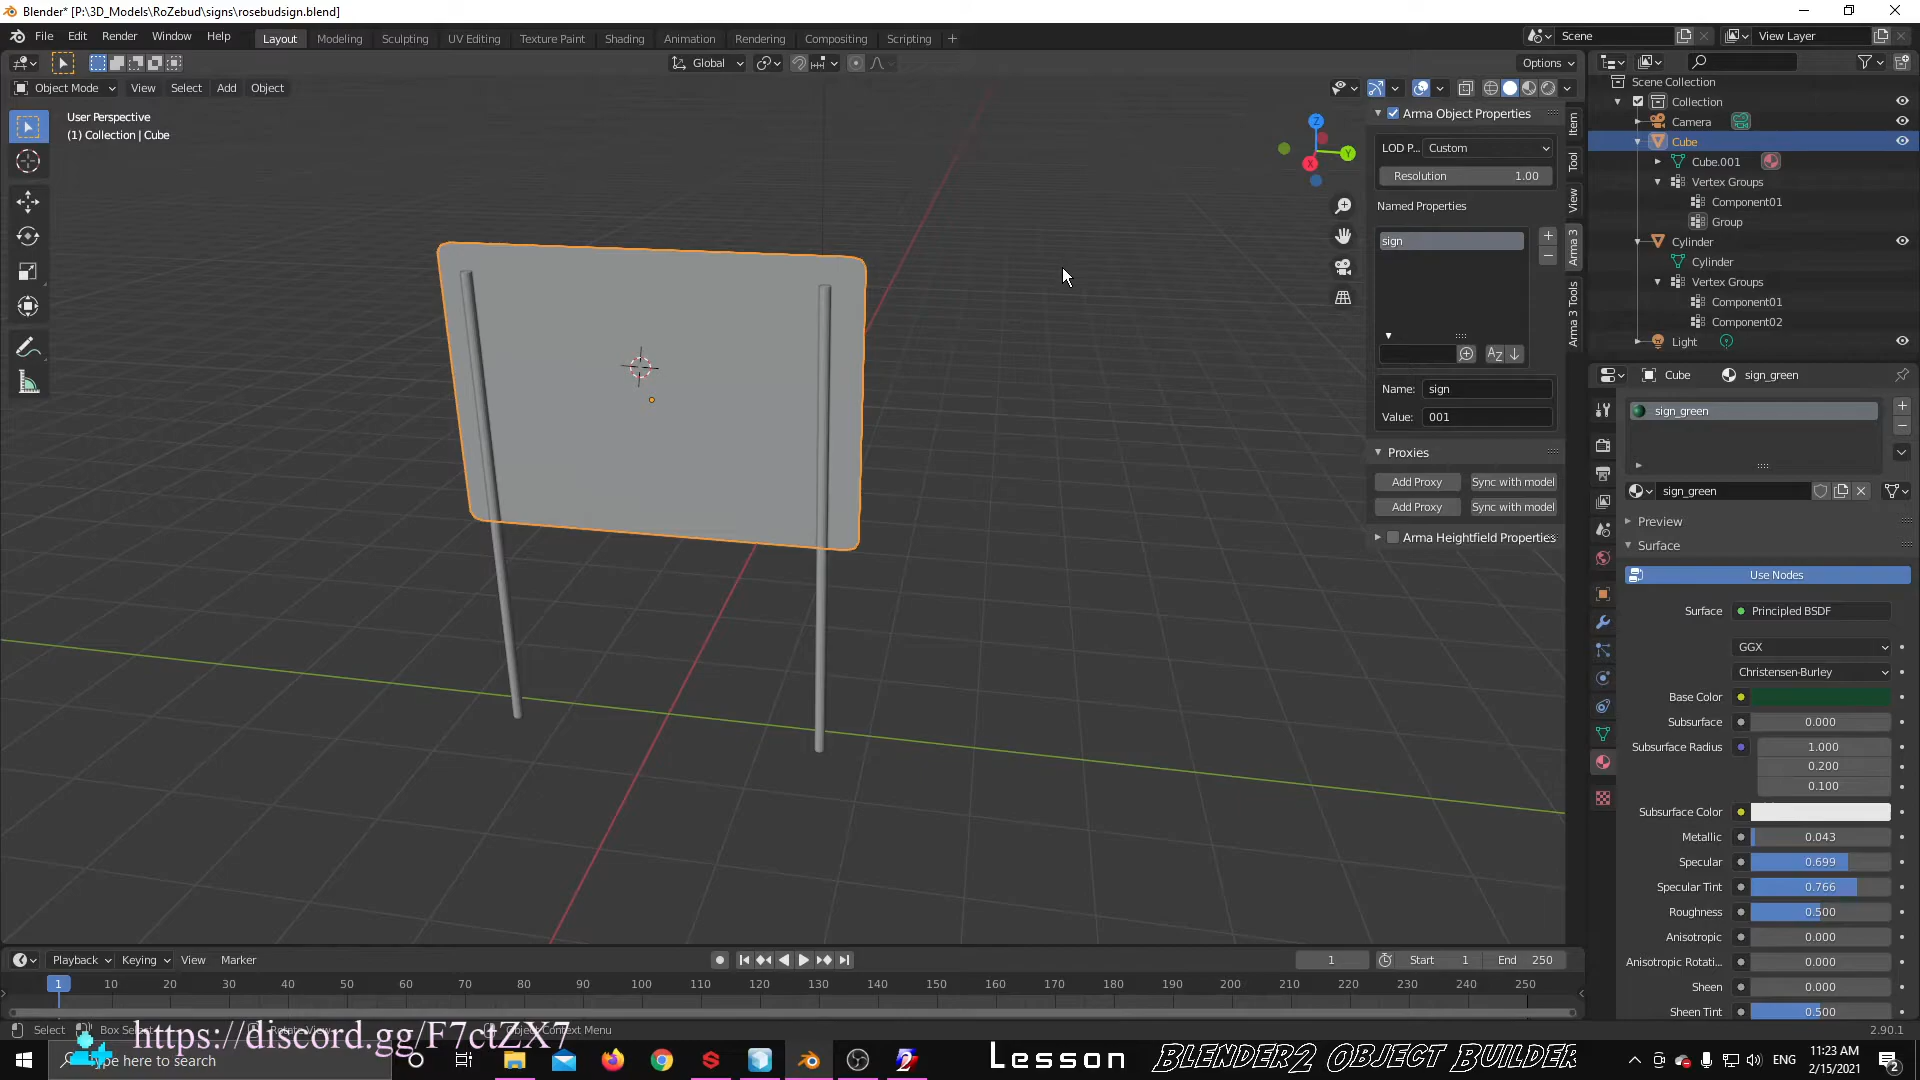 Blender* [P:\3D_Models\RoZebud\signs\rosebudsign.blend]
File Edit Render Window Help
Layout Modeling Sculpting UV Editing Texture Paint Shading Animation Rendering Compositing Scripting +
Scene View Layer
Global Options
Object Mode View Select Add Object
User Perspective
(1) Collection | Cube
Z
Y
X
Arma Object Properties
LOD P... Custom
Resolution 1.00
Named Properties
sign
Name: sign
Value: 001
Proxies
Add Proxy Sync with model
Add Proxy Sync with model
Arma Heightfield Properties
Item
Tool
View
Arma 3
Arma 3 Tools
Scene Collection
Collection
Camera
Cube
Cube.001
Vertex Groups
Component01
Group
Cylinder
Cylinder
Vertex Groups
Component01
Component02
Light
Cube sign_green
sign_green
sign_green
Preview
Surface
Use Nodes
Surface Principled BSDF
GGX
Christensen-Burley
Base Color
Subsurface 0.000
Subsurface Radius 1.000
0.200
0.100
Subsurface Color
Metallic 0.043
Specular 0.699
Specular Tint 0.766
Roughness 0.500
Anisotropic 0.000
Anisotropic Rotati... 0.000
Sheen 0.000
Sheen Tint 0.500
Playback Keying View Marker
1 Start 1 End 250
1 10 20 30 40 50 60 70 80 90 100 110 120 130 140 150 160 170 180 190 200 210 220 230 240 250
Select Box Select Rotate View Object Context Menu
2.90.1
https://discord.gg/F7ctZX7
Type here to search
Lesson BLENDER2 OBJECT BUILDER
ENG
11:23 AM
2/15/2021
2